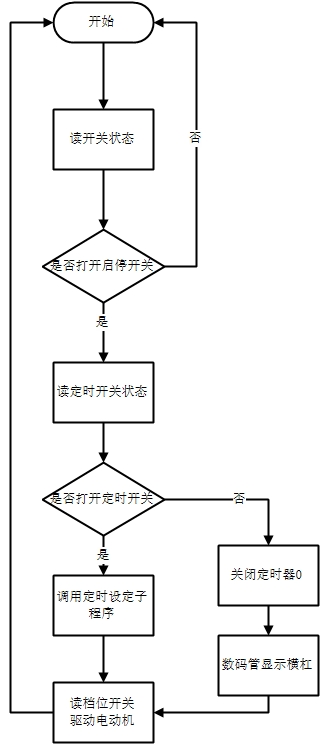 开始
读开关状态
否
是否打开启停开关
是
读定时开关状态
是否打开定时开关
否
是
关闭定时器0
调用定时设定子
程序
数码管显示横杠
读档位开关
驱动电动机